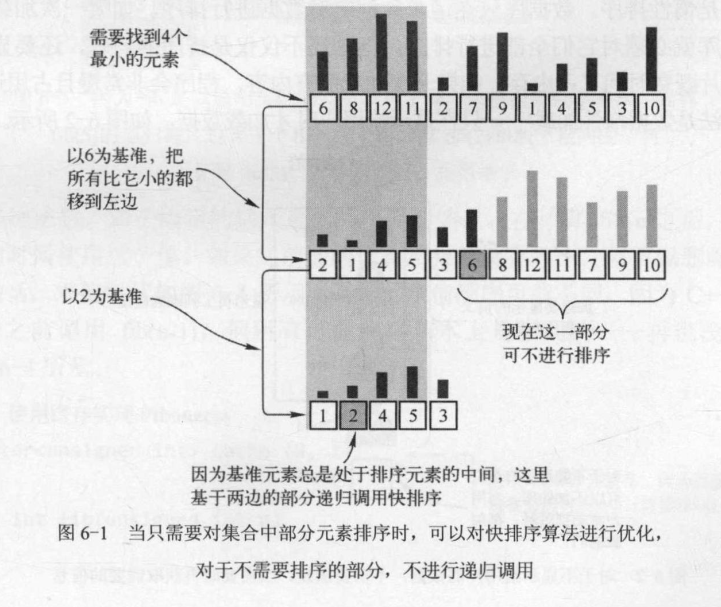 需要找到4个
最小的元素
6 8 12 11 2 7 9 1 4 5 3 10
以6为基准，把
所有比它小的都
移到左边
2 1 4 5 3 6 8 12 11 7 9 10
以2为基准
现在这一部分
可不进行排序
1 2 4 5 3
因为基准元素总是处于排序元素的中间，这里
基于两边的部分递归调用快排序
图 6-1 当只需要对集合中部分元素排序时，可以对快排序算法进行优化，
对于不需要排序的部分，不进行递归调用